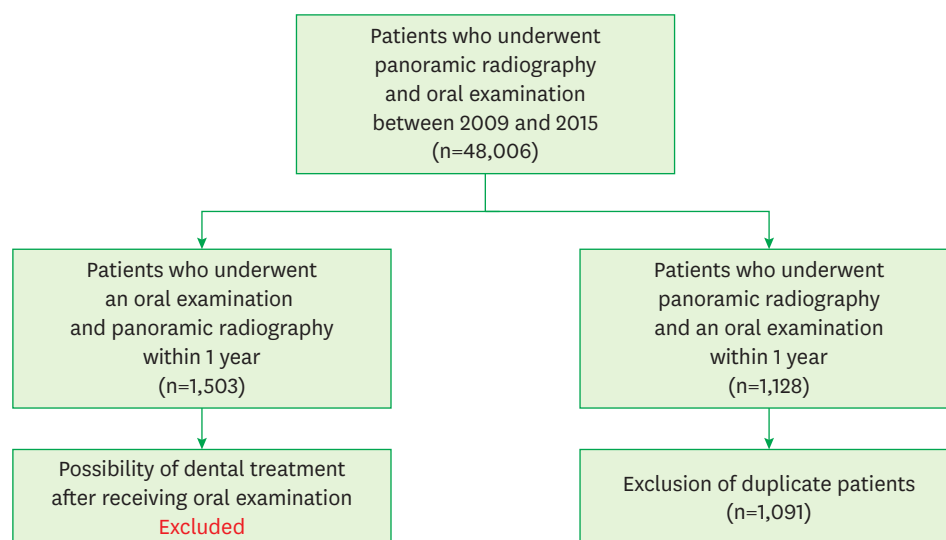 Patients who underwent
panoramic radiography
and oral examination
between 2009 and 2015
(n=48,006)
Patients who underwent
an oral examination
and panoramic radiography
within 1 year
(n=1,503)
Patients who underwent
panoramic radiography
and an oral examination
within 1 year
(n=1,128)
Possibility of dental treatment
after receiving oral examination
Excluded
Exclusion of duplicate patients
(n=1,091)